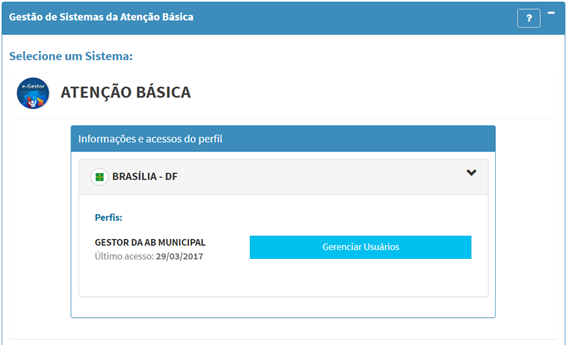 Gestão de Sistemas da Atenção Básica
?
Selecione um Sistema:
e-Gestor
ATENÇÃO BÁSICA
Informações e acessos do perfil
BRASÍLIA - DF
Perfis:
GESTOR DA AB MUNICIPAL
Gerenciar Usuários
Último acesso: 29/03/2017